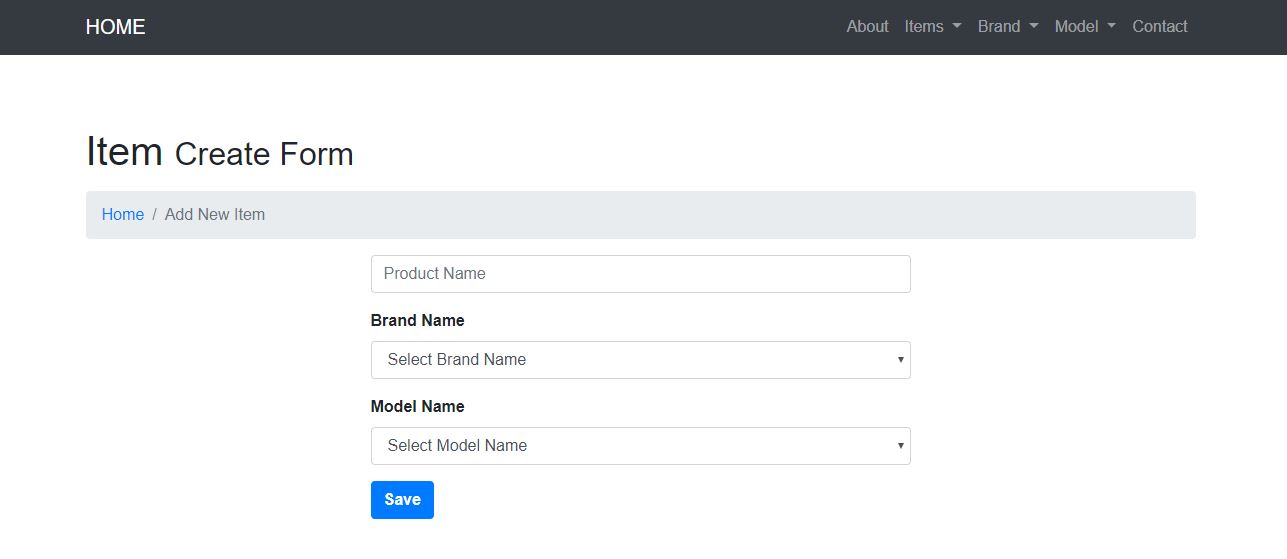 HOME About Items Brand Model Contact
Item Create Form
Home / Add New Item
Product Name
Brand Name
Select Brand Name
Model Name
Select Model Name
Save